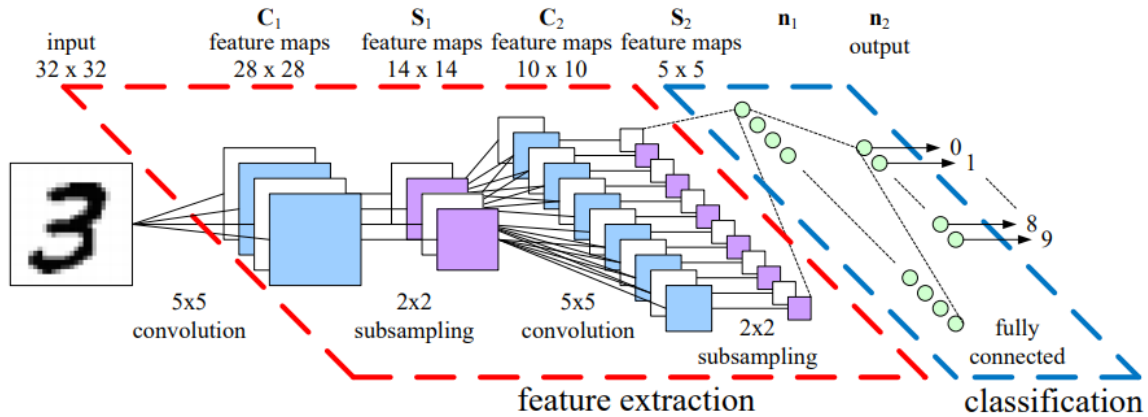 input
32 x 32
C₁
feature maps
28 x 28
S₁
feature maps
14 x 14
C₂
feature maps
10 x 10
S₂
feature maps
5 x 5
n₁
n₂
output
3
0
1
8
9
5x5
convolution
2x2
subsampling
5x5
convolution
2x2
subsampling
fully
connected
feature extraction
classification